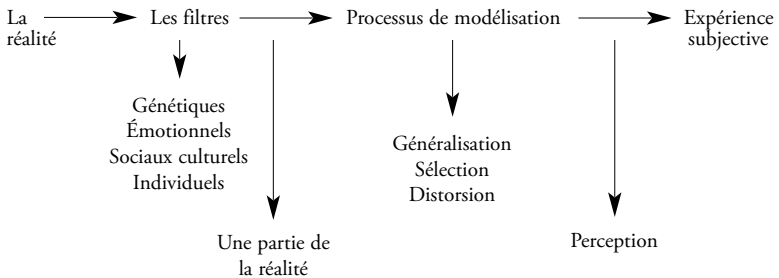 La
réalité
Les filtres
Processus de modélisation
Expérience
subjective
Génétiques
Émotionnels
Sociaux culturels
Individuels
Généralisation
Sélection
Distorsion
Une partie de
la réalité
Perception